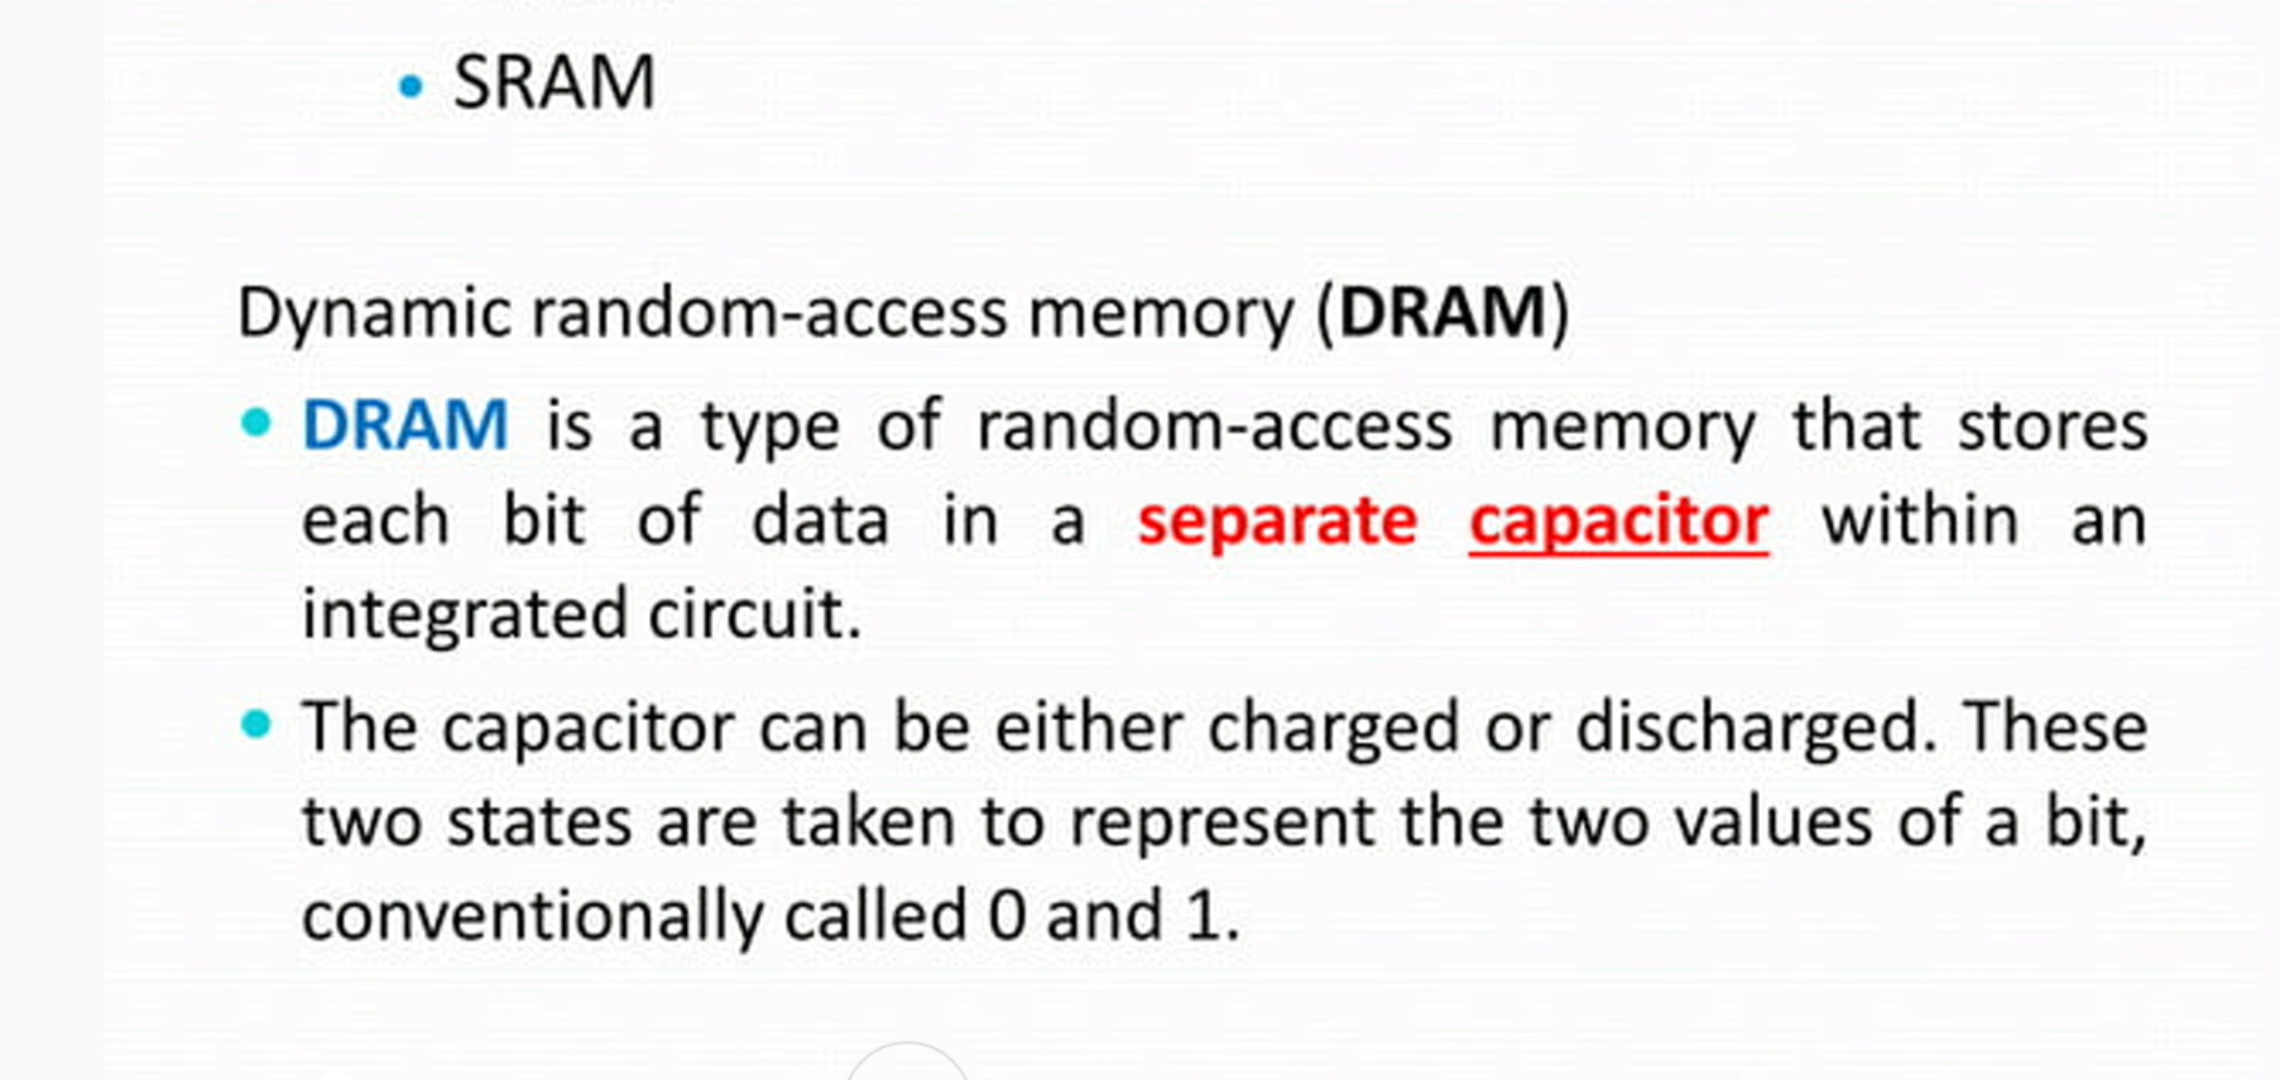 • SRAM
Dynamic random-access memory (DRAM)
• DRAM is a type of random-access memory that stores
each bit of data in a separate capacitor within an
integrated circuit.
• The capacitor can be either charged or discharged. These
two states are taken to represent the two values of a bit,
conventionally called 0 and 1.